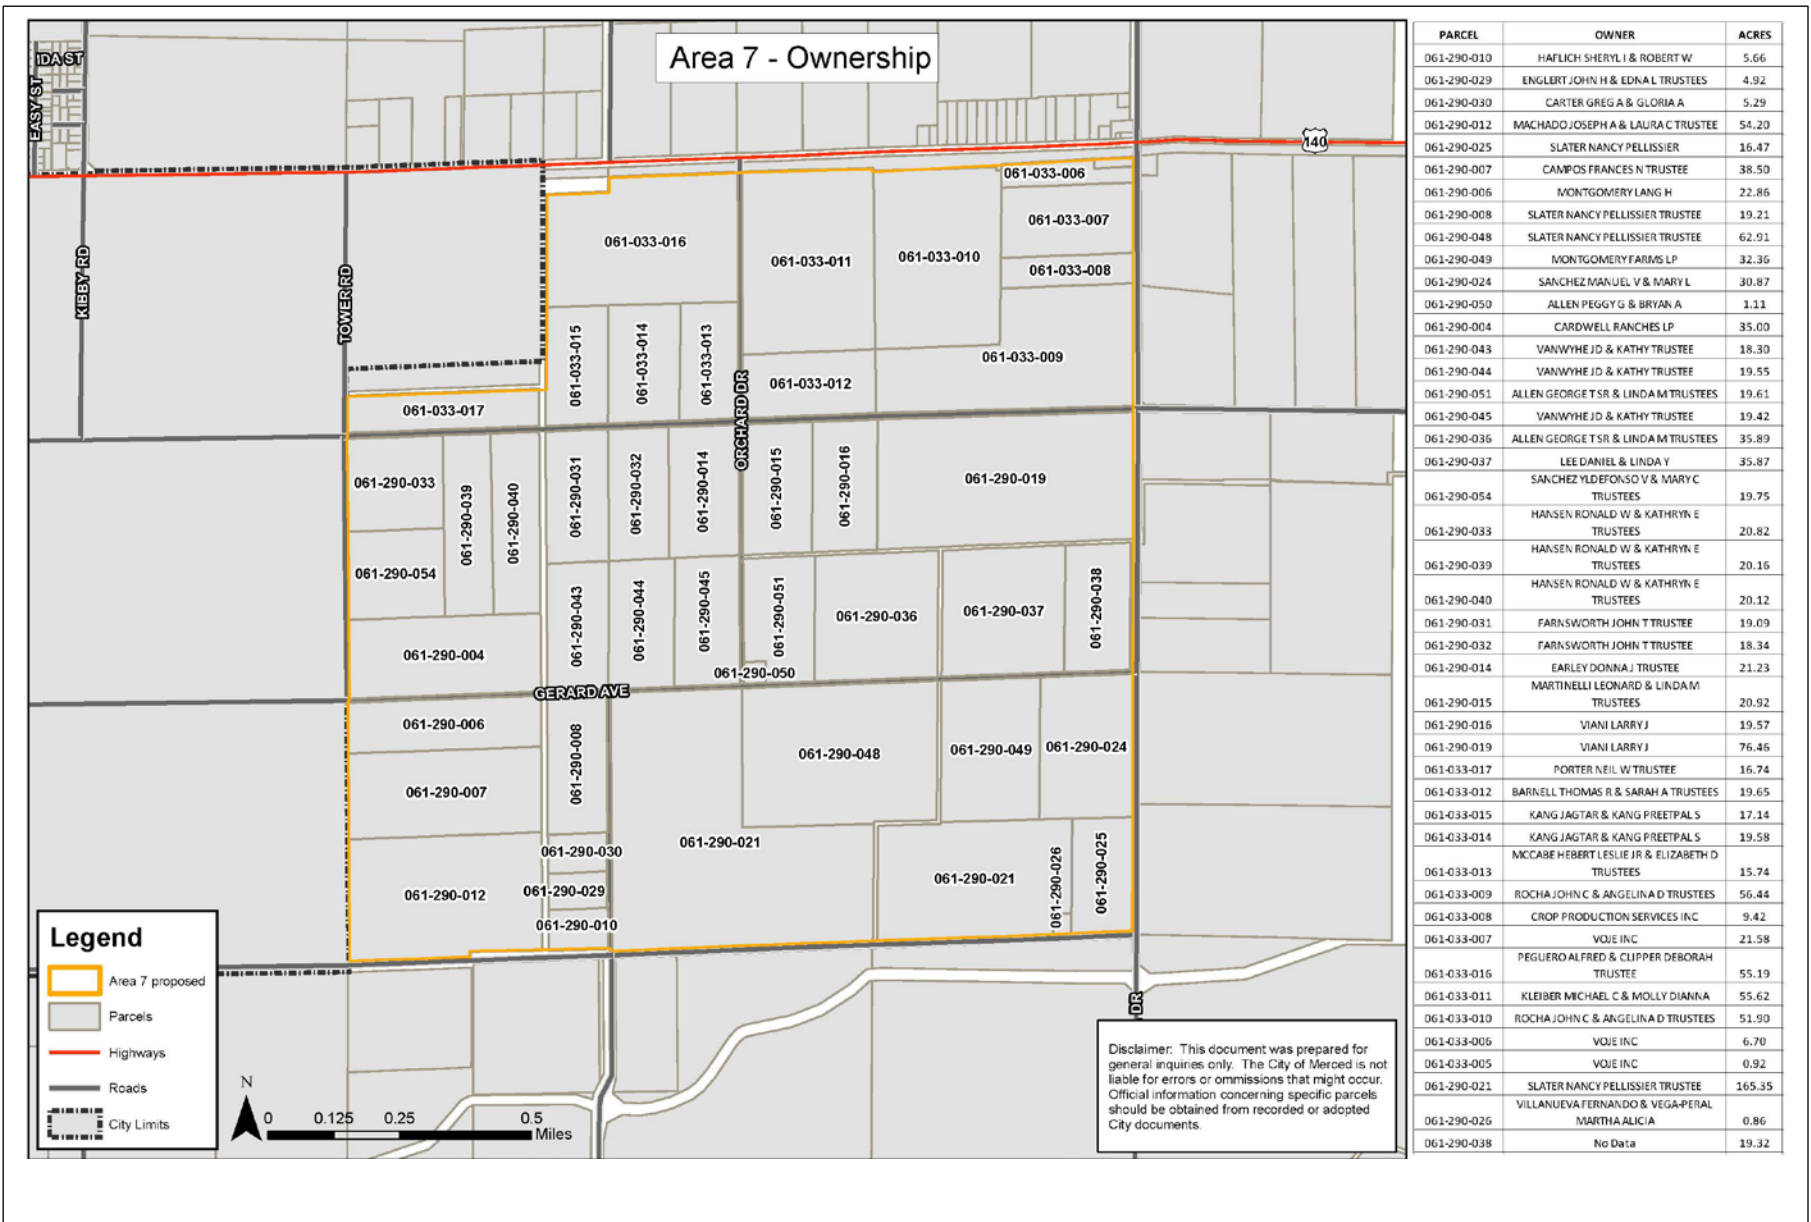 Area 7 - Ownership
IDA ST
EASY ST
KIBBY RD
TOWER RD
140
061-033-006
061-033-007
061-033-016
061-033-011
061-033-010
061-033-008
061-033-015
061-033-014
061-033-013
ORCHARD DR
061-033-009
061-033-012
061-033-017
061-290-033
061-290-039
061-290-040
061-290-031
061-290-032
061-290-014
061-290-015
061-290-016
061-290-019
061-290-054
061-290-043
061-290-044
061-290-045
061-290-051
061-290-036
061-290-037
061-290-038
061-290-004
061-290-050
GERARD AVE
061-290-006
061-290-008
061-290-048
061-290-049
061-290-024
061-290-007
061-290-030
061-290-021
061-290-012
061-290-029
061-290-021
061-290-026
061-290-025
061-290-010
DR
Legend
Area 7 proposed
Parcels
Highways
Roads
City Limits
N
0 0.125 0.25 0.5
Miles
Disclaimer: This document was prepared for
general inquiries only. The City of Merced is not
liable for errors or ommissions that might occur.
Official information concerning specific parcels
should be obtained from recorded or adopted
City documents.
PARCEL OWNER ACRES
061-290-010 HAFLICH SHERYL I & ROBERT W 5.66
061-290-029 ENGLERT JOHN H & EDNA L TRUSTEES 4.92
061-290-030 CARTER GREG A & GLORIA A 5.29
061-290-012 MACHADO JOSEPH A & LAURA C TRUSTEE 54.20
061-290-025 SLATER NANCY PELLISSIER 16.47
061-290-007 CAMPOS FRANCES N TRUSTEE 38.50
061-290-006 MONTGOMERY LANG H 22.86
061-290-008 SLATER NANCY PELLISSIER TRUSTEE 19.21
061-290-048 SLATER NANCY PELLISSIER TRUSTEE 62.91
061-290-049 MONTGOMERY FARMS LP 32.36
061-290-024 SANCHEZ MANUEL V & MARY L 30.87
061-290-050 ALLEN PEGGY G & BRYAN A 1.11
061-290-004 CARDWELL RANCHES LP 35.00
061-290-043 VANWYHE JD & KATHY TRUSTEE 18.30
061-290-044 VANWYHE JD & KATHY TRUSTEE 19.55
061-290-051 ALLEN GEORGE T SR & LINDA M TRUSTEES 19.61
061-290-045 VANWYHE JD & KATHY TRUSTEE 19.42
061-290-036 ALLEN GEORGE T SR & LINDA M TRUSTEES 35.89
061-290-037 LEE DANIEL & LINDA Y 35.87
SANCHEZ YLDEFONSO V & MARY C
061-290-054 TRUSTEES 19.75
HANSEN RONALD W & KATHRYN E
061-290-033 TRUSTEES 20.82
HANSEN RONALD W & KATHRYN E
061-290-039 TRUSTEES 20.16
HANSEN RONALD W & KATHRYN E
061-290-040 TRUSTEES 20.12
061-290-031 FARNSWORTH JOHN T TRUSTEE 19.09
061-290-032 FARNSWORTH JOHN T TRUSTEE 18.34
061-290-014 EARLEY DONNA J TRUSTEE 21.23
MARTINELLI LEONARD & LINDA M
061-290-015 TRUSTEES 20.92
061-290-016 VIANI LARRY J 19.57
061-290-019 VIANI LARRY J 76.46
061-033-017 PORTER NEIL W TRUSTEE 16.74
061-033-012 BARNELL THOMAS R & SARAH A TRUSTEES 19.65
061-033-015 KANG JAGTAR & KANG PREETPAL S 17.14
061-033-014 KANG JAGTAR & KANG PREETPAL S 19.58
MCCABE HEBERT LESLIE JR & ELIZABETH D
061-033-013 TRUSTEES 15.74
061-033-009 ROCHA JOHN C & ANGELINA D TRUSTEES 56.44
061-033-008 CROP PRODUCTION SERVICES INC 9.42
061-033-007 VOJE INC 21.58
PEGUERO ALFRED & CLIPPER DEBORAH
061-033-016 TRUSTEE 55.19
061-033-011 KLEIBER MICHAEL C & MOLLY DIANNA 55.62
061-033-010 ROCHA JOHN C & ANGELINA D TRUSTEES 51.90
061-033-006 VOJE INC 6.70
061-033-005 VOJE INC 0.92
061-290-021 SLATER NANCY PELLISSIER TRUSTEE 165.35
VILLANUEVA FERNANDO & VEGA-PERAL
061-290-026 MARTHA ALICIA 0.86
061-290-038 No Data 19.32